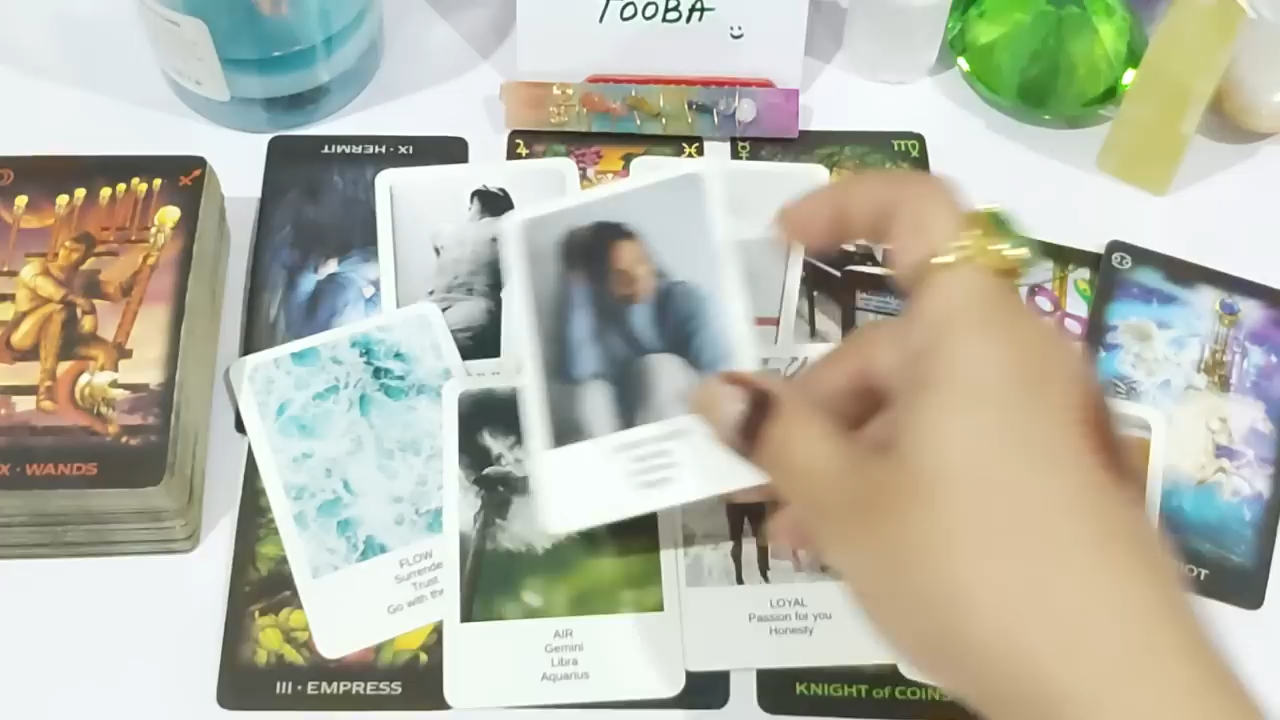 TOOBA
IX · HERMIT
X · WANDS
FLOW
Surrende
Trust
Go with the
AIR
Gemini
Libra
Aquarius
LOYAL
Passion for you
Honesty
III · EMPRESS
KNIGHT of COINS